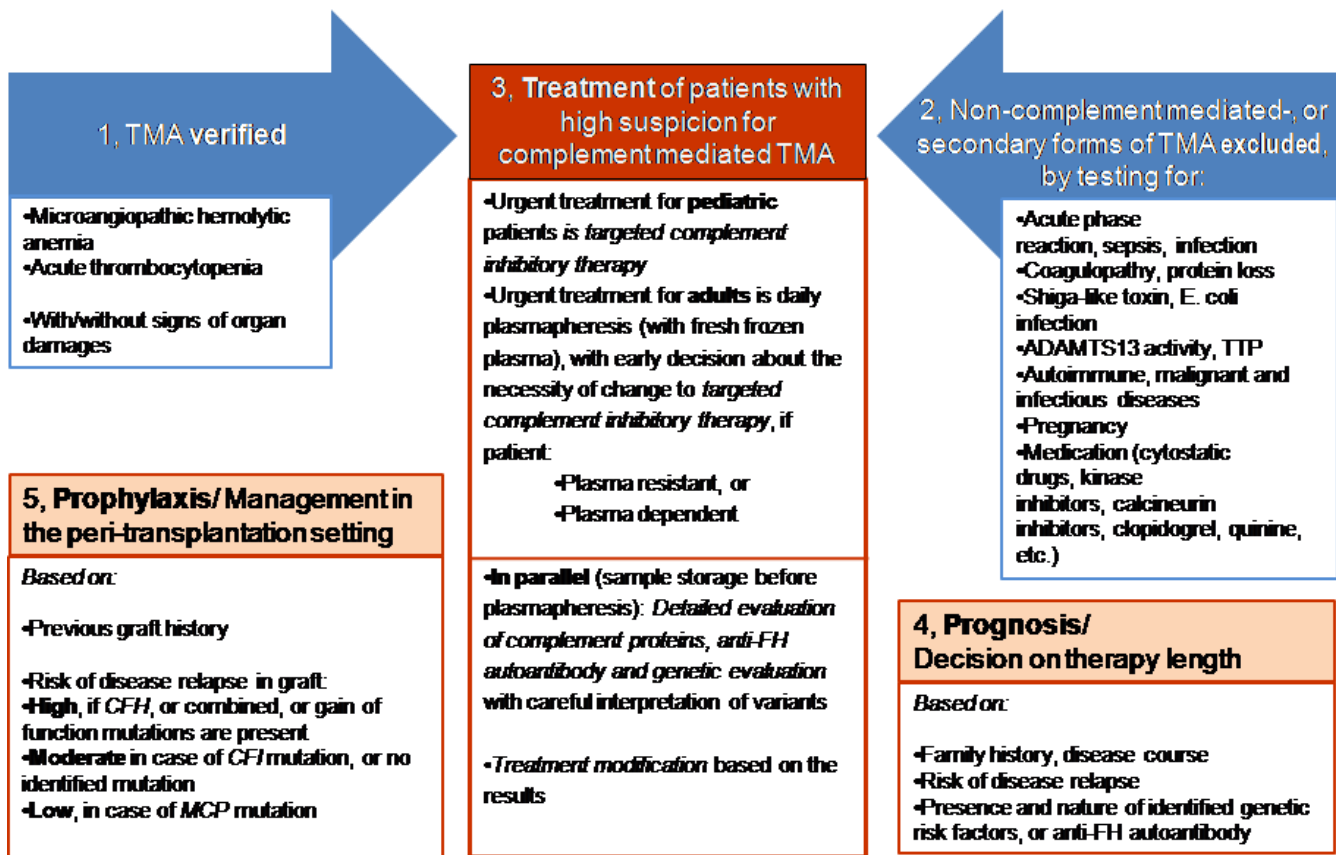 1, TMA verified
•Microangiopathic hemolytic
anemia
•Acute thrombocytopenia
•With/without signs of organ
damages
3, Treatment of patients with
high suspicion for
complement mediated TMA
•Urgent treatment for pediatric
patients is targeted complement
inhibitory therapy
•Urgent treatment for adults is daily
plasmapheresis (with fresh frozen
plasma), with early decision about the
necessity of change to targeted
complement inhibitory therapy, if
patient:
•Plasma resistant, or
•Plasma dependent
•In parallel (sample storage before
plasmapheresis): Detailed evaluation
of complement proteins, anti-FH
autoantibody and genetic evaluation
with careful interpretation of variants
•Treatment modification based on the
results
2, Non-complement mediated-, or
secondary forms of TMA excluded,
by testing for:
•Acute phase
reaction, sepsis, infection
•Coagulopathy, protein loss
•Shiga-like toxin, E. coli
infection
•ADAMTS13 activity, TTP
•Autoimmune, malignant and
infectious diseases
•Pregnancy
•Medication (cytostatic
drugs, kinase
inhibitors, calcineurin
inhibitors, clopidogrel, quinine,
etc.)
5, Prophylaxis/ Management in
the peri-transplantation setting
Based on:
•Previous graft history
•Risk of disease relapse in graft:
•High, if CFH, or combined, or gain of
function mutations are present
•Moderate in case of CFI mutation, or no
identified mutation
•Low, in case of MCP mutation
4, Prognosis/
Decision on therapy length
Based on:
•Family history, disease course
•Risk of disease relapse
•Presence and nature of identified genetic
risk factors, or anti-FH autoantibody